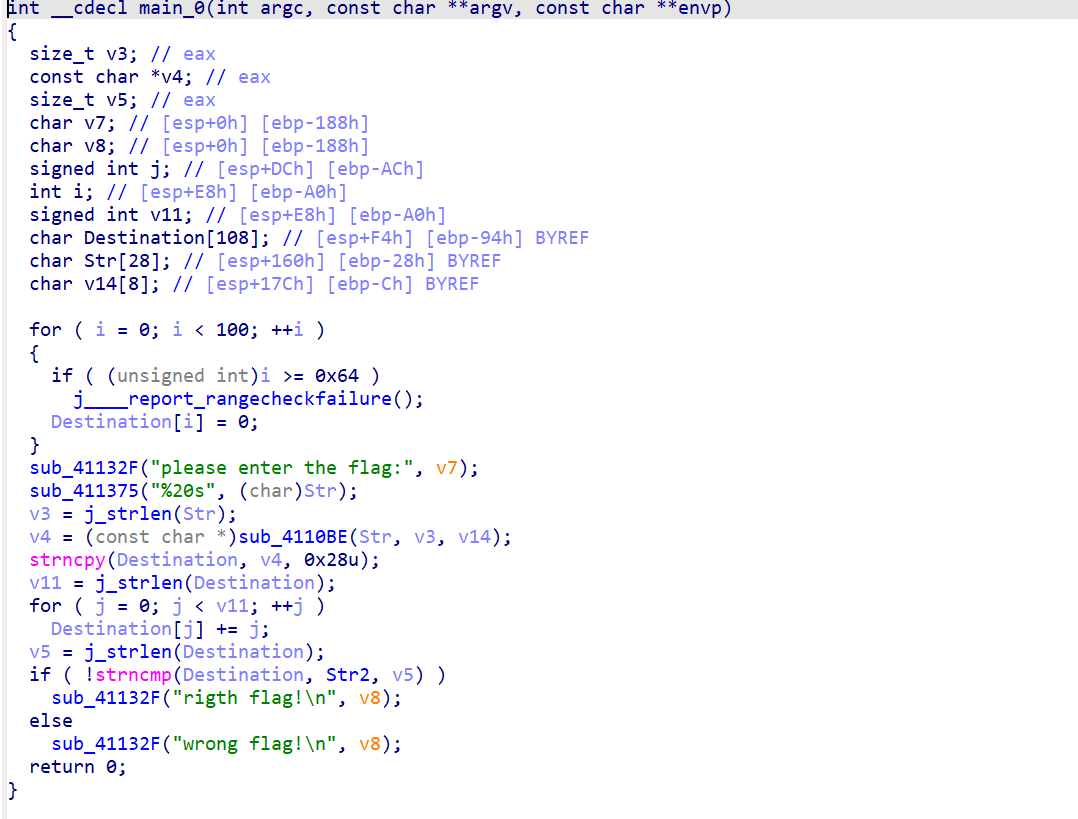 int __cdecl main_0(int argc, const char **argv, const char **envp)
{
  size_t v3; // eax
  const char *v4; // eax
  size_t v5; // eax
  char v7; // [esp+0h] [ebp-188h]
  char v8; // [esp+0h] [ebp-188h]
  signed int j; // [esp+DCh] [ebp-ACh]
  int i; // [esp+E8h] [ebp-A0h]
  signed int v11; // [esp+E8h] [ebp-A0h]
  char Destination[108]; // [esp+F4h] [ebp-94h] BYREF
  char Str[28]; // [esp+160h] [ebp-28h] BYREF
  char v14[8]; // [esp+17Ch] [ebp-Ch] BYREF

  for ( i = 0; i < 100; ++i )
  {
    if ( (unsigned int)i >= 0x64 )
      j____report_rangecheckfailure();
    Destination[i] = 0;
  }
  sub_41132F("please enter the flag:", v7);
  sub_411375("%20s", (char)Str);
  v3 = j_strlen(Str);
  v4 = (const char *)sub_4110BE(Str, v3, v14);
  strncpy(Destination, v4, 0x28u);
  v11 = j_strlen(Destination);
  for ( j = 0; j < v11; ++j )
    Destination[j] += j;
  v5 = j_strlen(Destination);
  if ( !strncmp(Destination, Str2, v5) )
    sub_41132F("rigth flag!\n", v8);
  else
    sub_41132F("wrong flag!\n", v8);
  return 0;
}